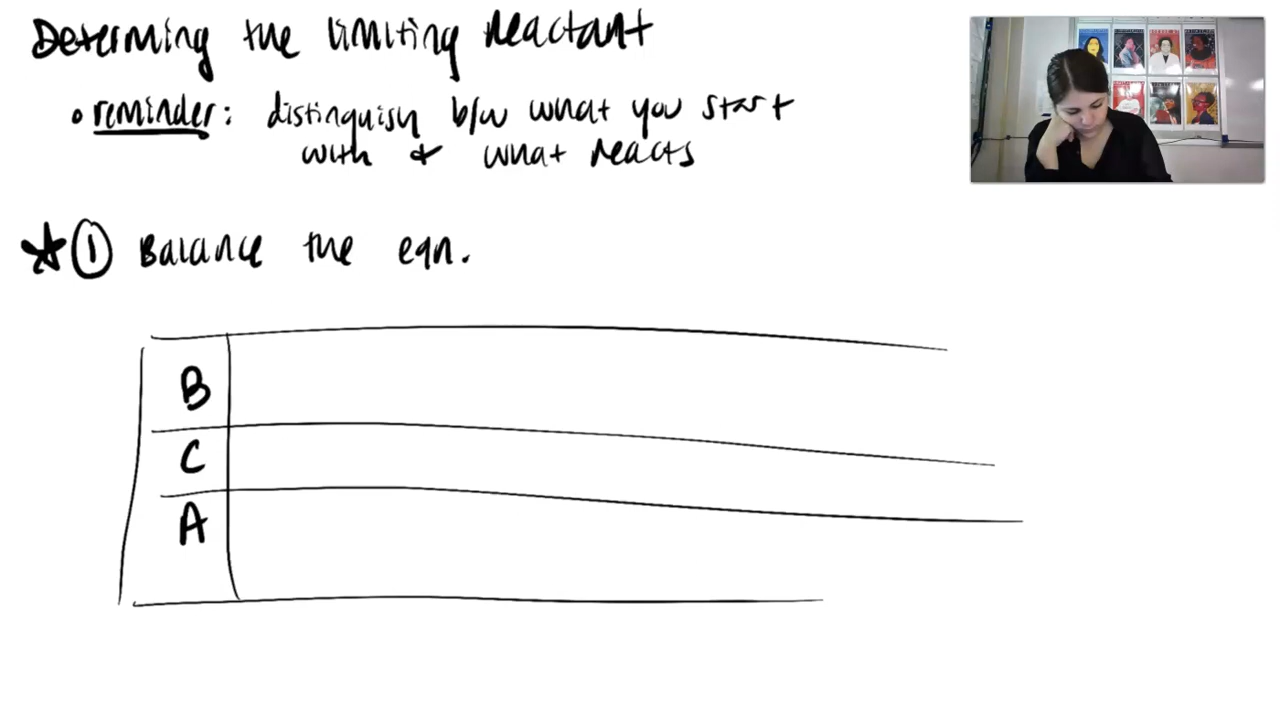 Determing the limiting reactant
• reminder: distinguish b/w what you start
with & what reacts
★ ① Balance the eqn.
B
C
A